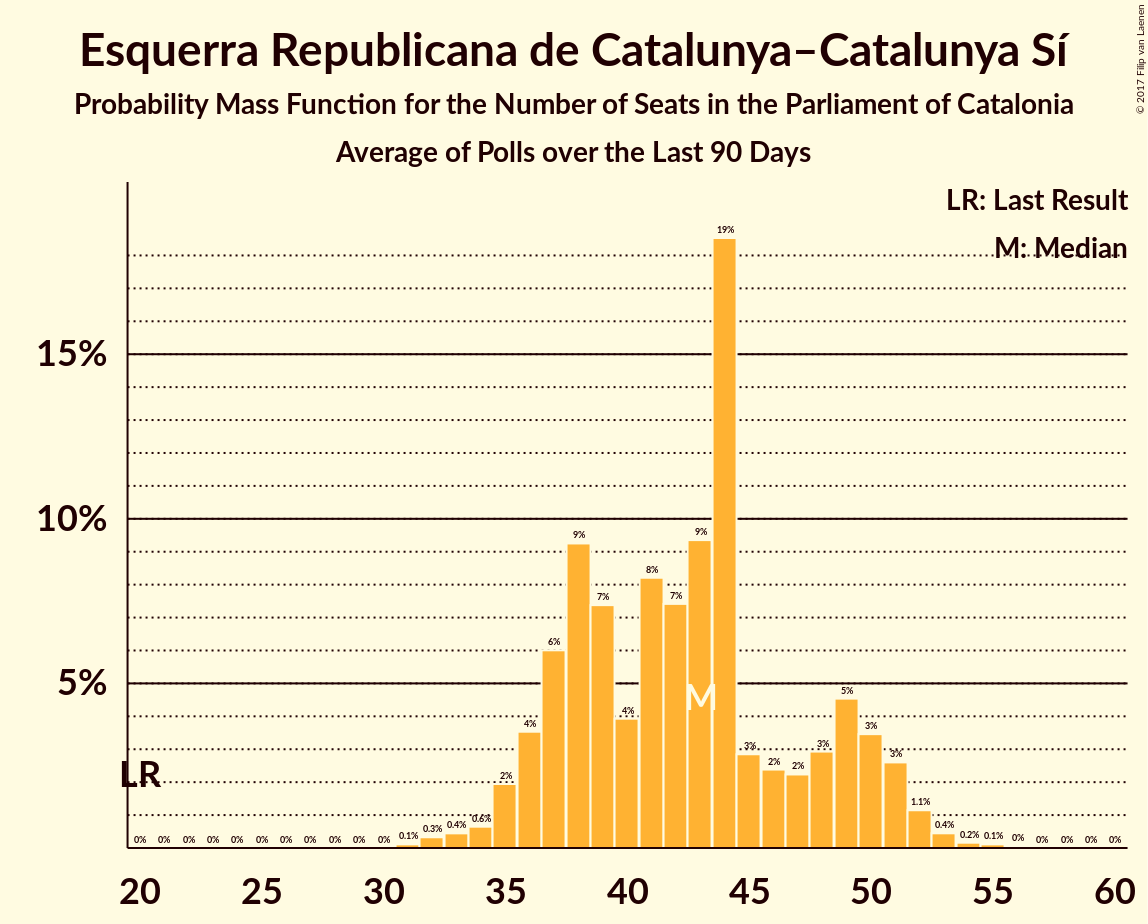 Esquerra Republicana de Catalunya–Catalunya Sí
Probability Mass Function for the Number of Seats in the Parliament of Catalonia
Average of Polls over the Last 90 Days
© 2017 Filip van Laenen
LR: Last Result
M: Median
15%
10%
5%
LR
M
0% 0% 0% 0% 0% 0% 0% 0% 0% 0% 0% 0.1% 0.3% 0.4% 0.6% 2% 4% 6% 9% 7% 4% 8% 7% 9% 19% 3% 2% 2% 3% 5% 3% 3% 1.1% 0.4% 0.2% 0.1% 0% 0% 0% 0% 0%
20 25 30 35 40 45 50 55 60